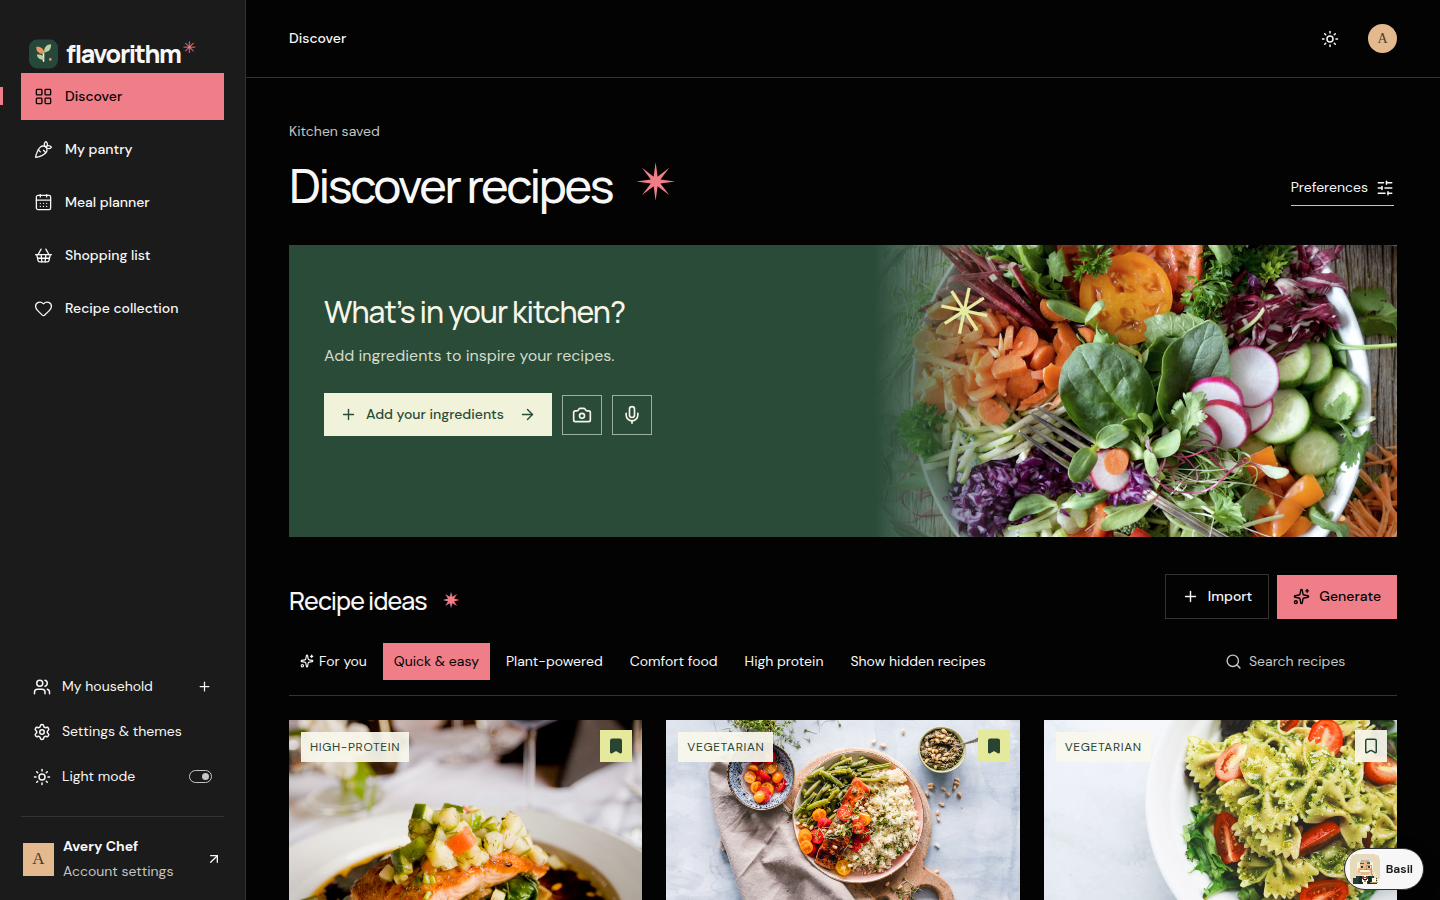 flavorithm
Discover
A
Discover
My pantry
Meal planner
Shopping list
Recipe collection
My household
Settings & themes
Light mode
A
Avery Chef
Account settings
Kitchen saved
Discover recipes
Preferences
What's in your kitchen?
Add ingredients to inspire your recipes.
Add your ingredients
Recipe ideas
Import
Generate
For you
Quick & easy
Plant-powered
Comfort food
High protein
Show hidden recipes
Search recipes
HIGH-PROTEIN
VEGETARIAN
VEGETARIAN
Basil